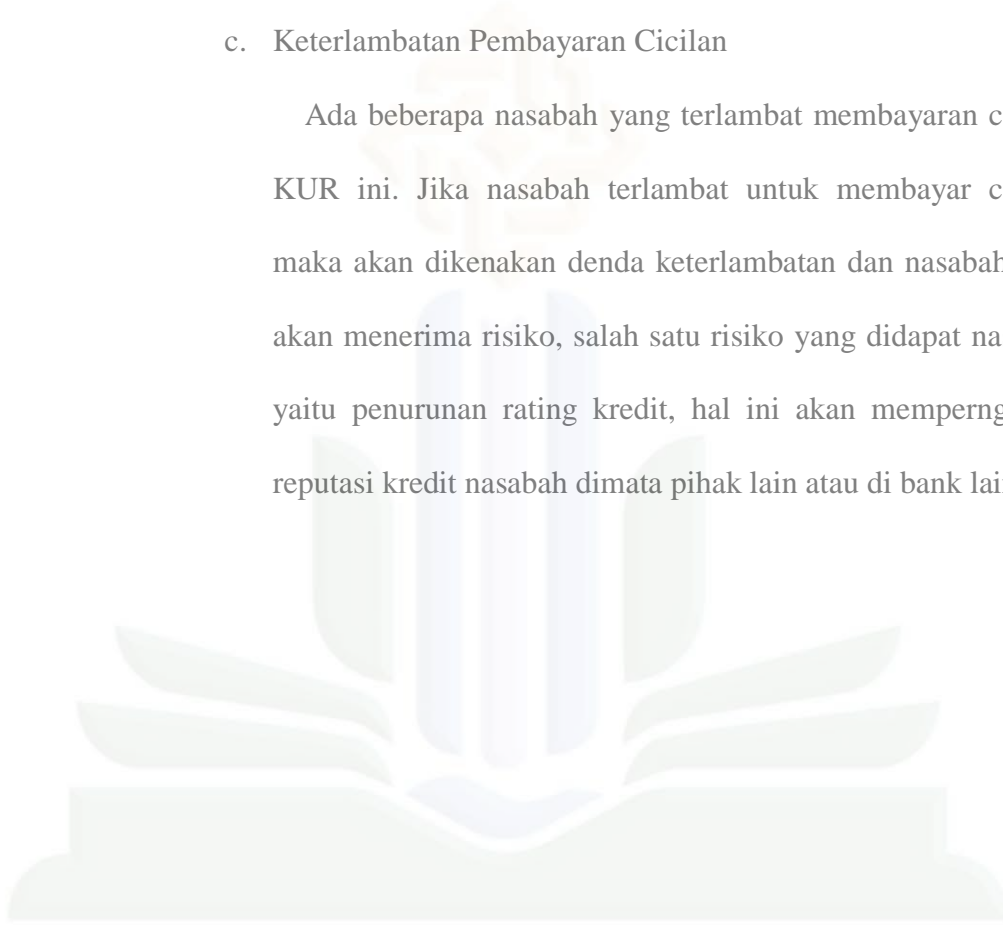 c. Keterlambatan Pembayaran Cicilan
Ada beberapa nasabah yang terlambat membayaran
KUR ini. Jika nasabah terlambat untuk membayar
maka akan dikenakan denda keterlambatan dan nasabah
akan menerima risiko, salah satu risiko yang didapat
yaitu penurunan rating kredit, hal ini akan
reputasi kredit nasabah dimata pihak lain atau di bank